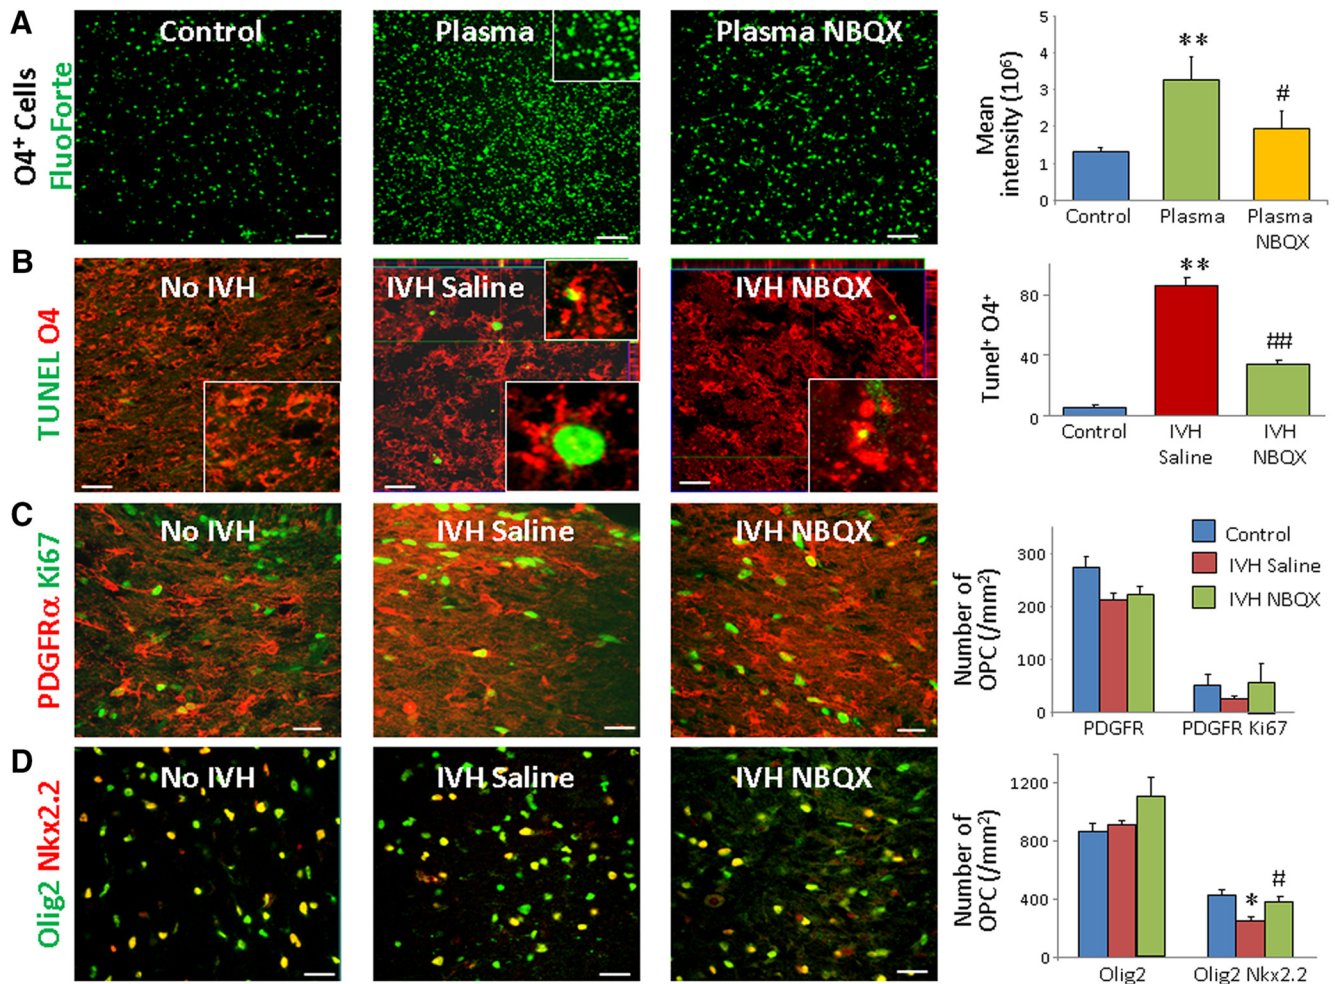 A
O4⁺ Cells
FluoForte
Control
Plasma
Plasma NBQX
Mean
intensity (10⁶)
5
4
3
2
1
0
**
#
Control
Plasma
Plasma
NBQX
B
TUNEL O4
No IVH
IVH Saline
IVH NBQX
Tunel⁺ O4⁺
80
40
0
**
##
Control
IVH
Saline
IVH
NBQX
C
PDGFRα Ki67
No IVH
IVH Saline
IVH NBQX
Number of
OPC (/mm²)
300
200
100
0
Control
IVH Saline
IVH NBQX
PDGFR
PDGFR Ki67
D
Olig2 Nkx2.2
No IVH
IVH Saline
IVH NBQX
Number of
OPC (/mm²)
1200
800
400
0
*
#
Olig2
Olig2 Nkx2.2